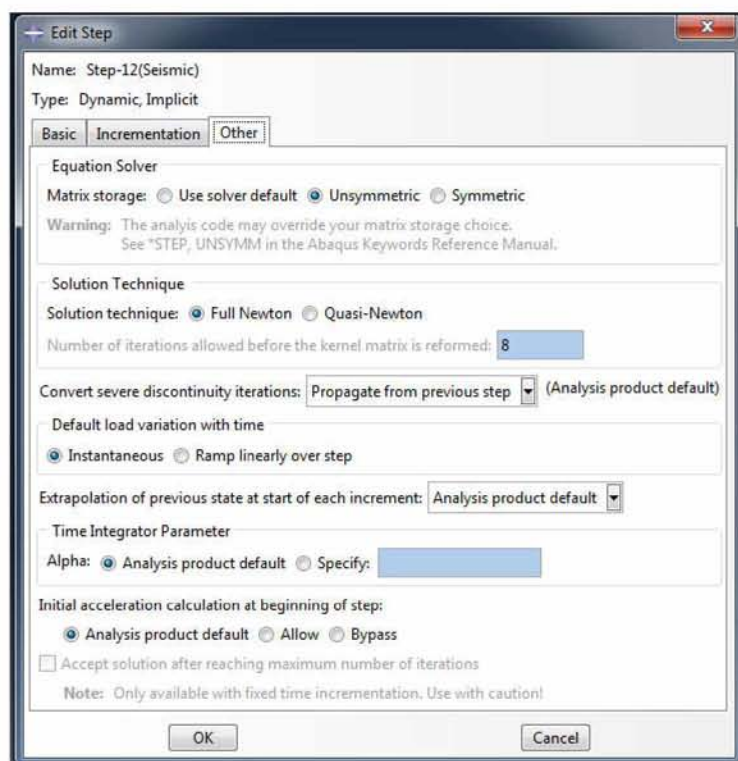 Edit Step
Name: Step-12(Seismic)
Type: Dynamic, Implicit
Basic Incrementation Other
Equation Solver
Matrix storage: Use solver default Unsymmetric Symmetric
Warning: The analyis code may override your matrix storage choice.
See *STEP, UNSYMM in the Abaqus Keywords Reference Manual.
Solution Technique
Solution technique: Full Newton Quasi-Newton
Number of iterations allowed before the kernel matrix is reformed: 8
Convert severe discontinuity iterations: Propagate from previous step (Analysis product default)
Default load variation with time
Instantaneous Ramp linearly over step
Extrapolation of previous state at start of each increment: Analysis product default
Time Integrator Parameter
Alpha: Analysis product default Specify:
Initial acceleration calculation at beginning of step:
Analysis product default Allow Bypass
Accept solution after reaching maximum number of iterations
Note: Only available with fixed time incrementation. Use with caution!
OK Cancel